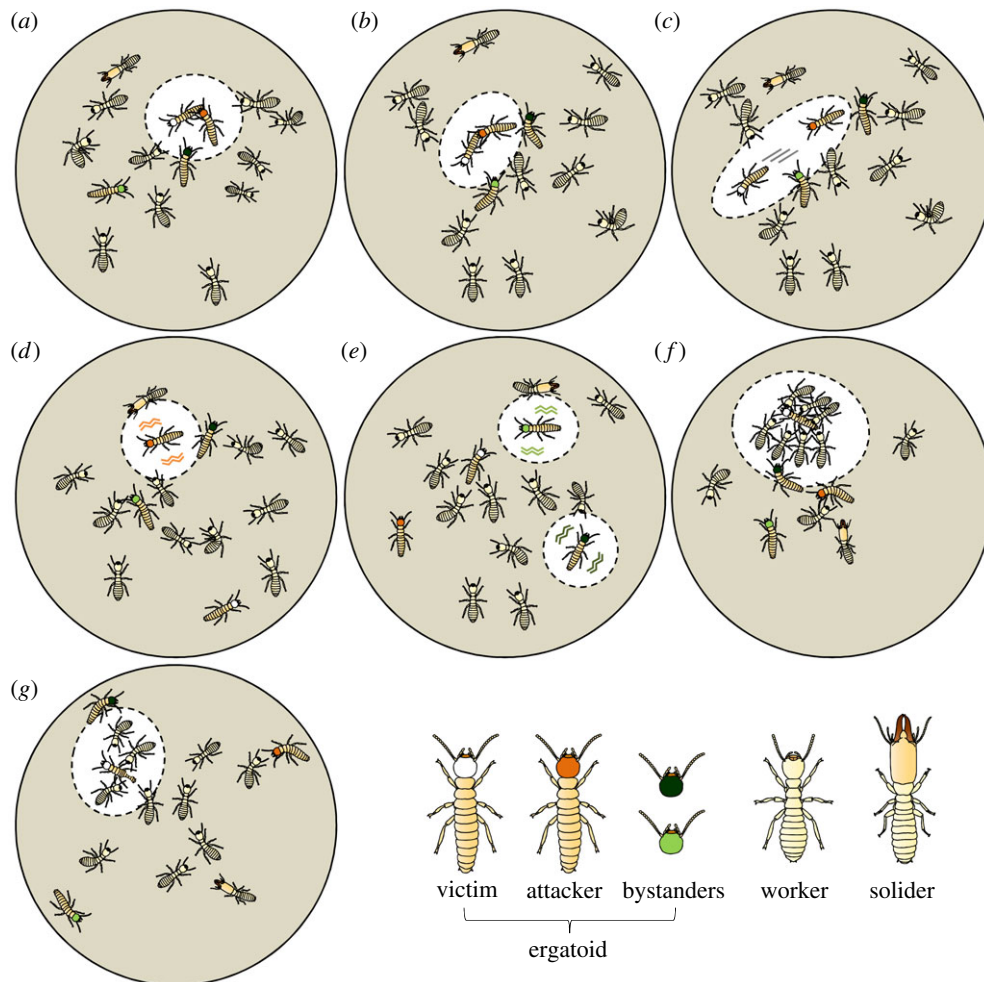 (a)
(b)
(c)
(d)
(e)
(f)
(g)
victim attacker bystanders worker solider
ergatoid